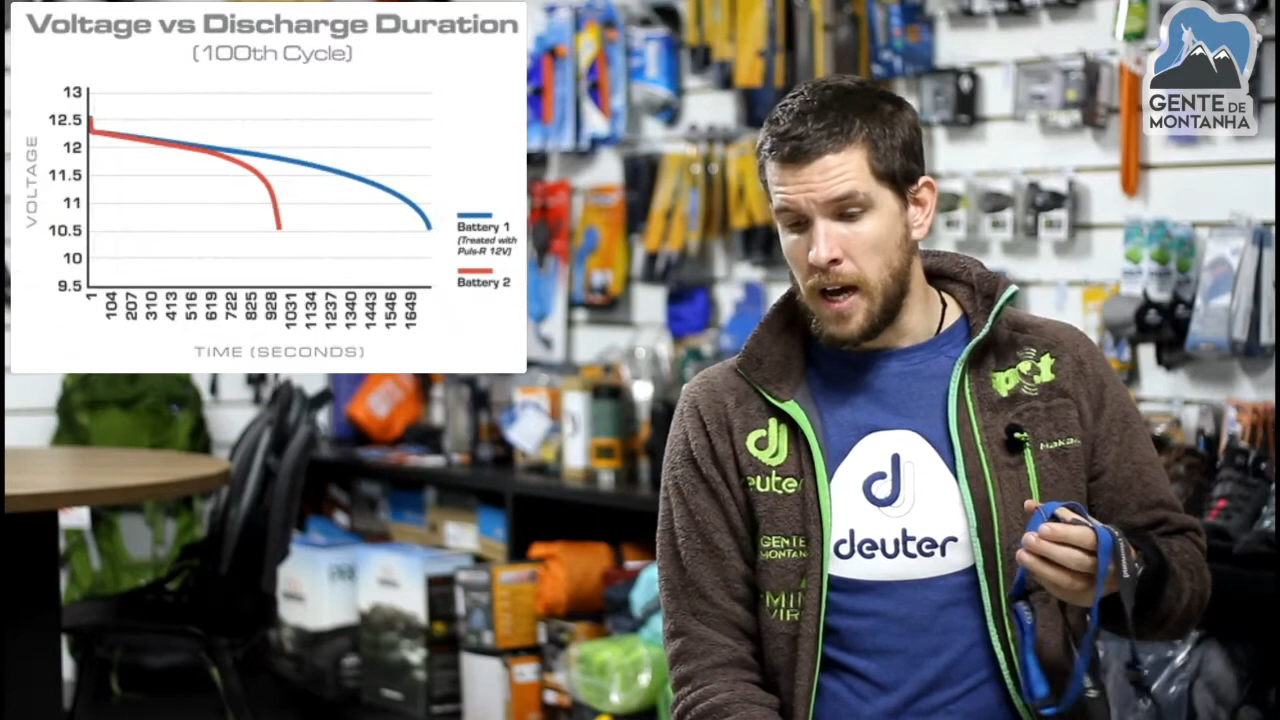 Voltage vs Discharge Duration
(100th Cycle)
13
12.5
12
11.5
11
10.5
10
9.5
VOLTAGE
1
104
207
310
413
516
619
722
825
928
1031
1134
1237
1340
1443
1546
1649
TIME (SECONDS)
Battery 1
(Treated with
Puls-R 12V)
Battery 2
GENTE DE
MONTANHA
deuter
GENTE
deuter